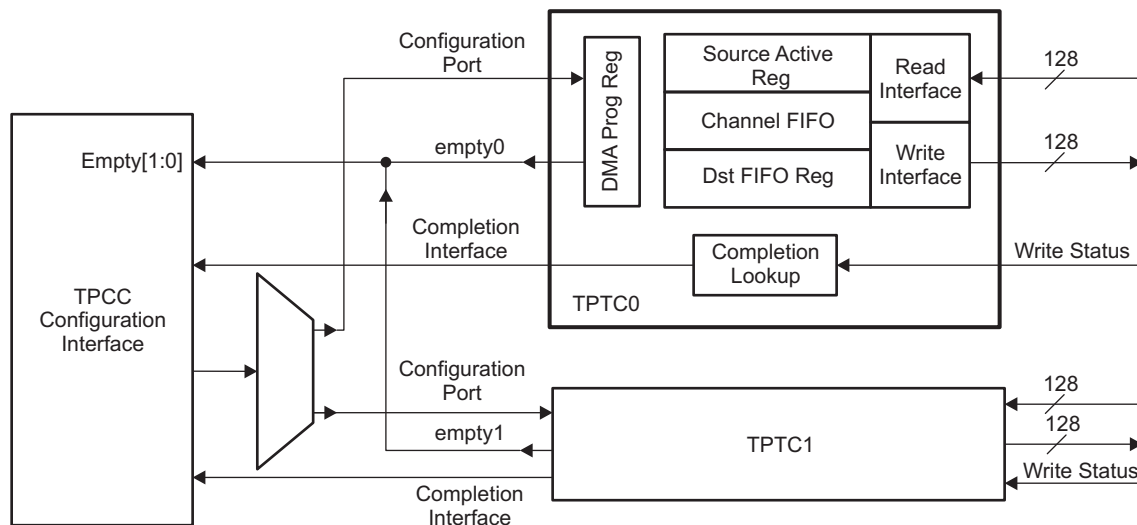 Configuration
Port
128
DMA Prog Reg
Source Active
Reg
Read
Interface
Channel FIFO
Empty[1:0]
empty0
128
Write
Interface
Dst FIFO Reg
Completion
Interface
Completion
Lookup
Write Status
TPTC0
TPCC
Configuration
Interface
Configuration
Port
128
empty1
TPTC1
128
Write Status
Completion
Interface